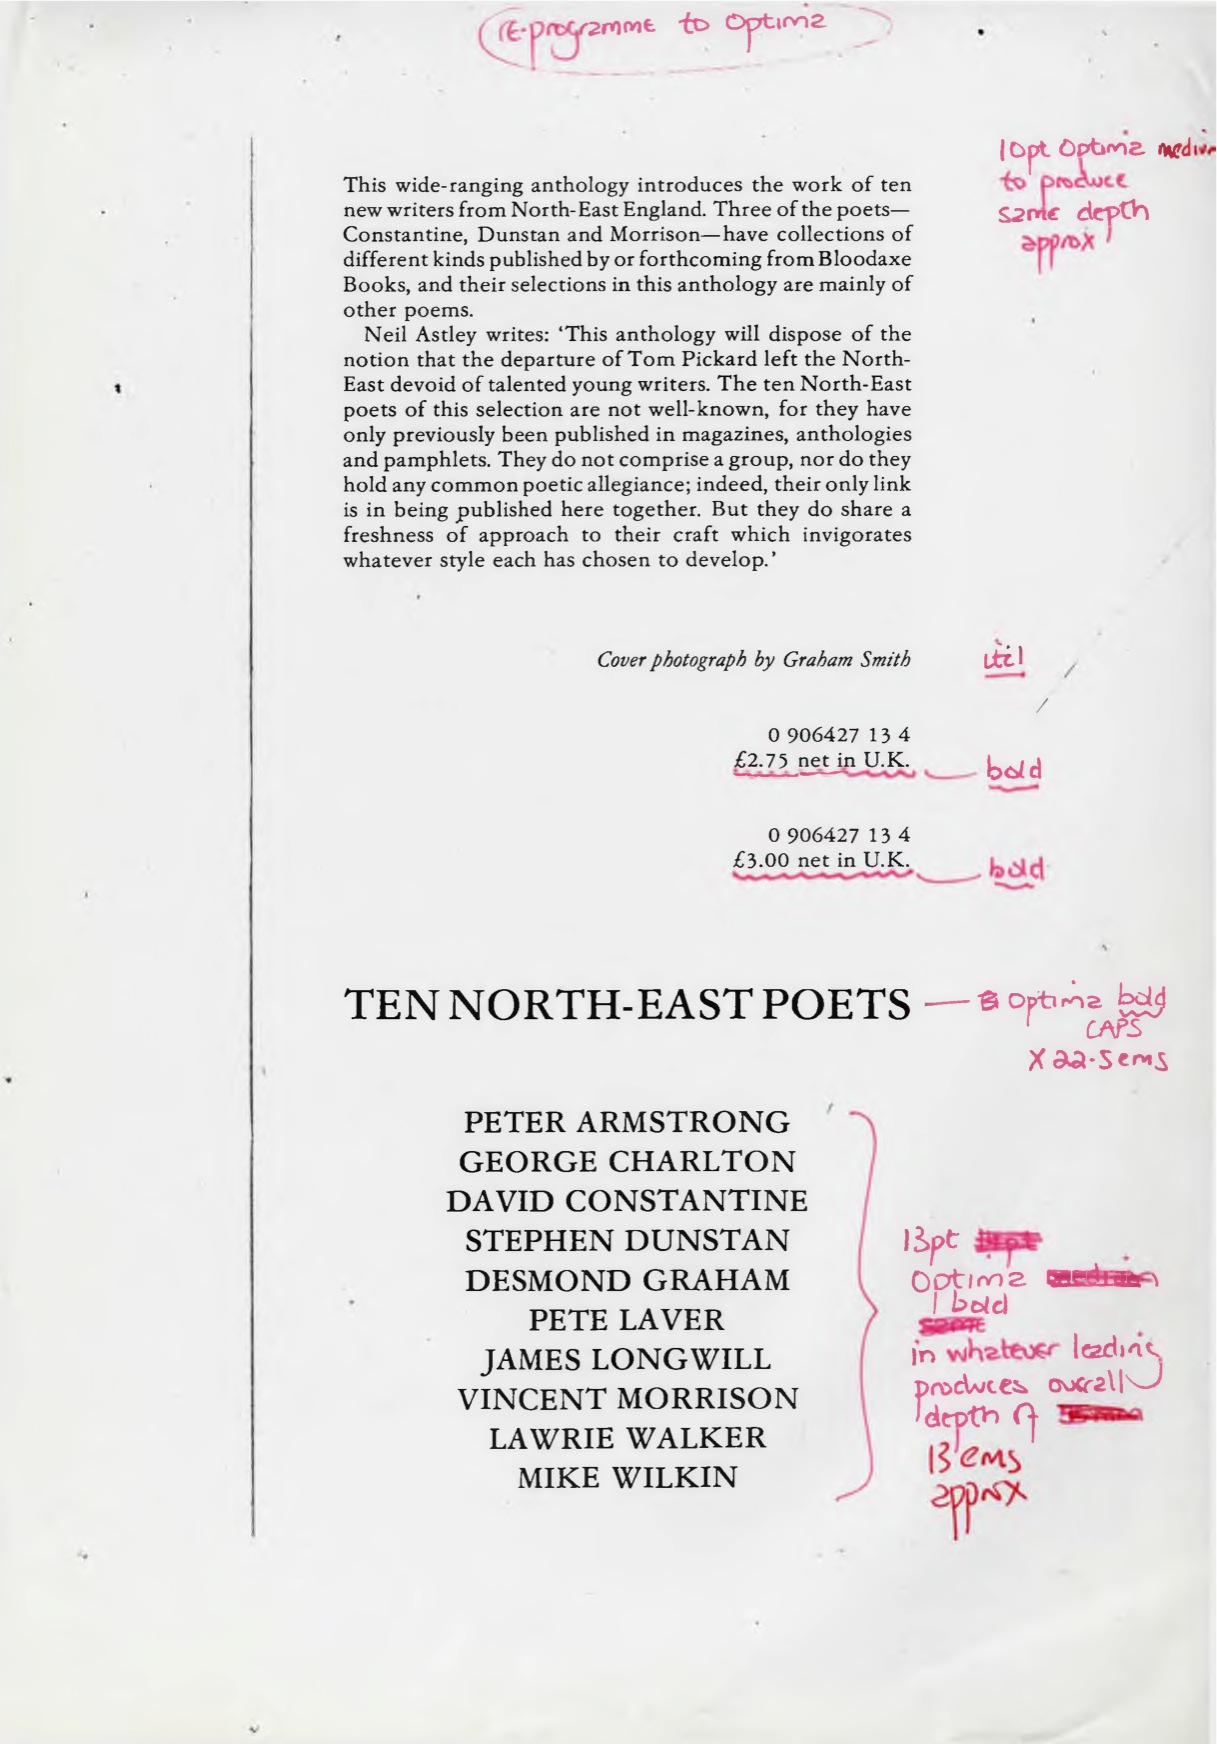 re-programme to Optima
10pt Optima medium
to produce
same depth
approx
This wide-ranging anthology introduces the work of ten
new writers from North-East England. Three of the poets—
Constantine, Dunstan and Morrison—have collections of
different kinds published by or forthcoming from Bloodaxe
Books, and their selections in this anthology are mainly of
other poems.
Neil Astley writes: ‘This anthology will dispose of the
notion that the departure of Tom Pickard left the North-
East devoid of talented young writers. The ten North-East
poets of this selection are not well-known, for they have
only previously been published in magazines, anthologies
and pamphlets. They do not comprise a group, nor do they
hold any common poetic allegiance; indeed, their only link
is in being published here together. But they do share a
freshness of approach to their craft which invigorates
whatever style each has chosen to develop.’
Cover photograph by Graham Smith
ital
0 906427 13 4
£2.75 net in U.K.
bold
0 906427 13 4
£3.00 net in U.K.
bold
TEN NORTH-EAST POETS
Optima bold
CAPS
X 22.5 ems
PETER ARMSTRONG
GEORGE CHARLTON
DAVID CONSTANTINE
STEPHEN DUNSTAN
DESMOND GRAHAM
PETE LAVER
JAMES LONGWILL
VINCENT MORRISON
LAWRIE WALKER
MIKE WILKIN
13pt
Optima
bold
in whatever leading
produces overall
depth of
13 ems
approx